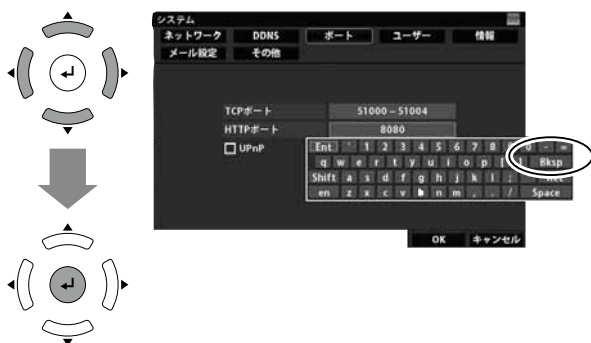 システム
ネットワーク DDNS ポート ユーザー 情報
メール設定 その他
TCPポート 51000 – 51004
HTTPポート 8080
UPnP
Ent ` 1 2 3 4 5 6 7 8 0 - =
q w e r t y u i o p [ ] Bksp
Shift a s d f g h j k l ;
en z x c v b n m , . / Space
OK キャンセル